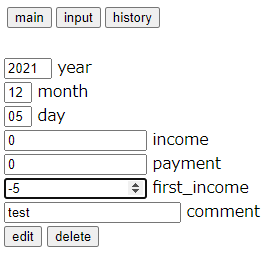 main input history
2021 year
12 month
05 day
0 income
0 payment
-5 first_income
test comment
edit delete